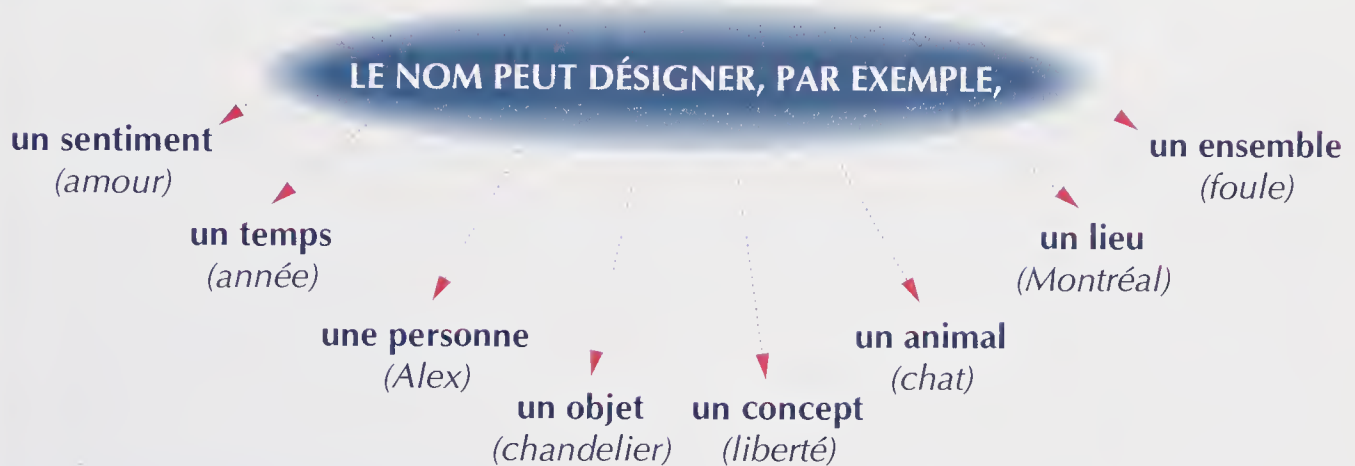 LE NOM PEUT DÉSIGNER, PAR EXEMPLE,
un sentiment
(amour)
un temps
(année)
une personne
(Alex)
un objet
(chandelier)
un concept
(liberté)
un animal
(chat)
un lieu
(Montréal)
un ensemble
(foule)